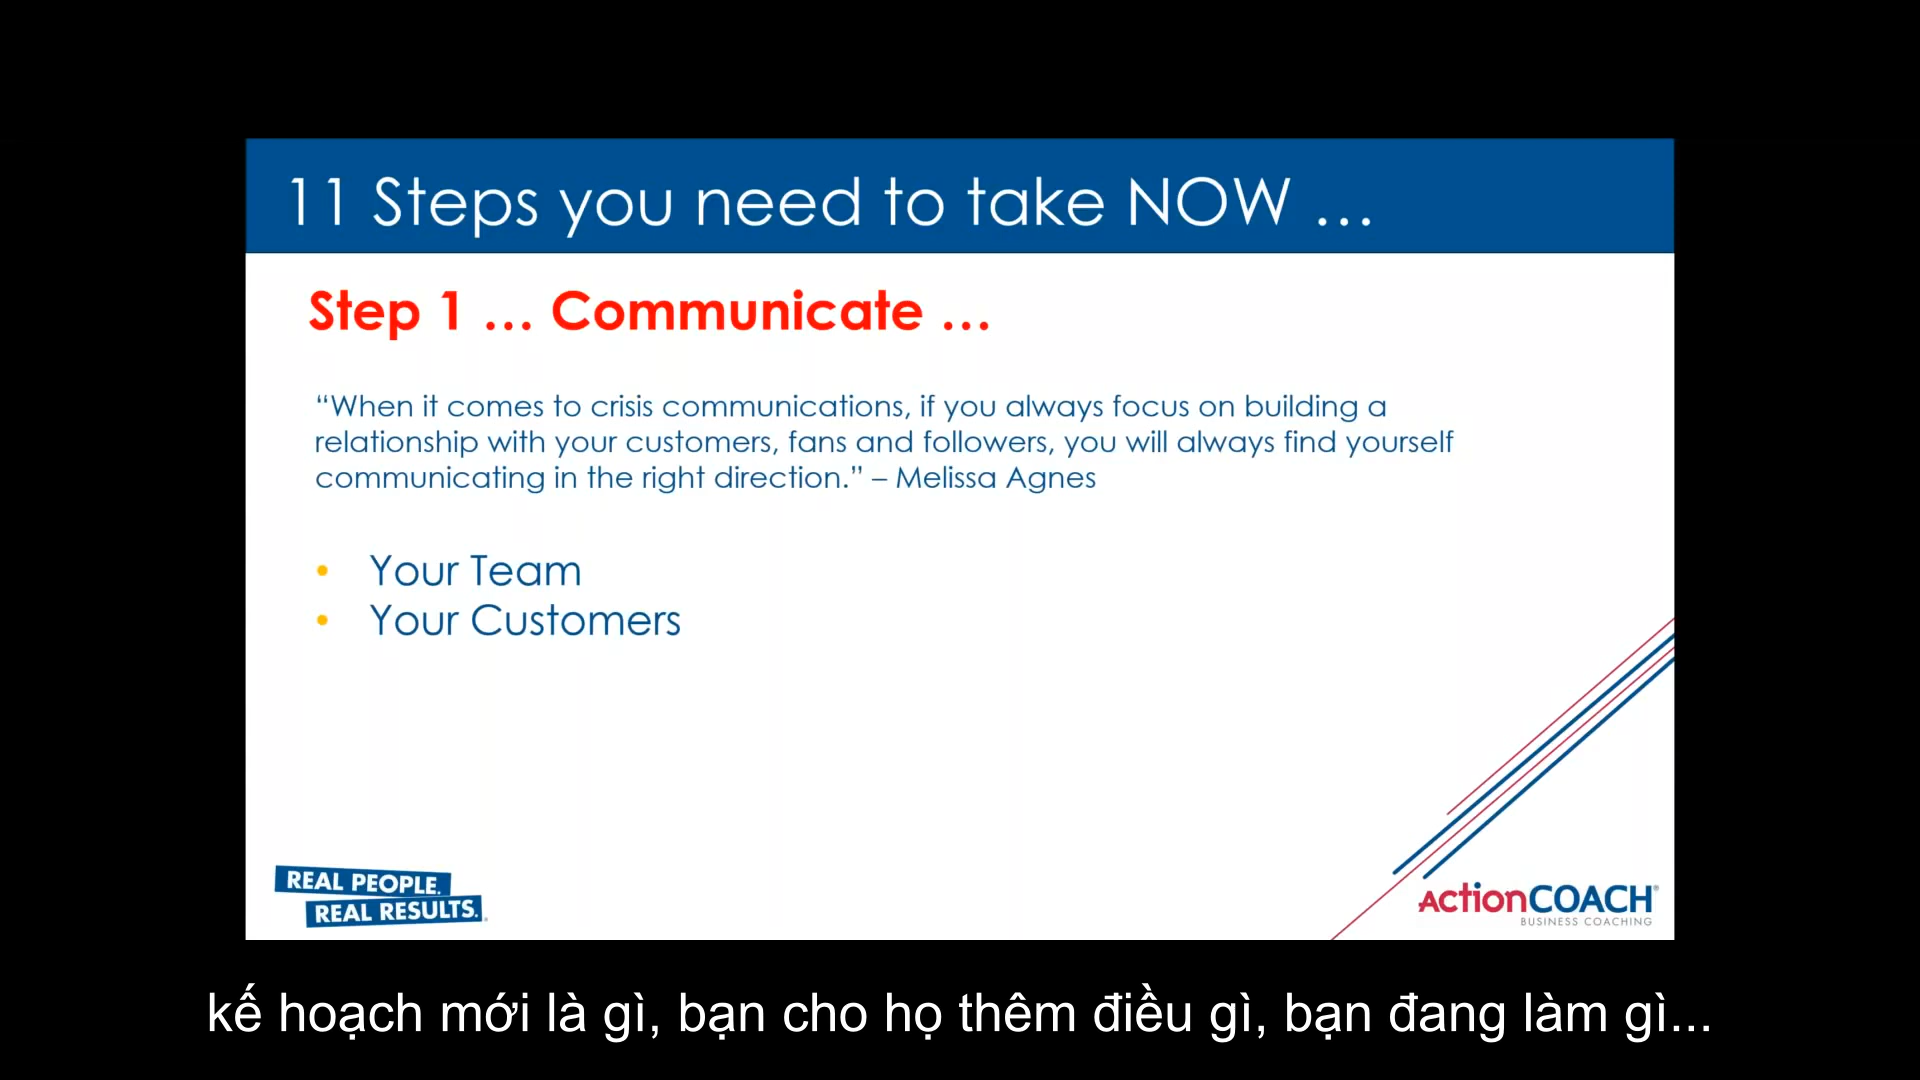 11 Steps you need to take NOW ...
Step 1 ... Communicate ...
“When it comes to crisis communications, if you always focus on building a
relationship with your customers, fans and followers, you will always find yourself
communicating in the right direction.” – Melissa Agnes
• Your Team
• Your Customers
REAL PEOPLE.
REAL RESULTS.
ActionCOACH®
BUSINESS COACHING
kế hoạch mới là gì, bạn cho họ thêm điều gì, bạn đang làm gì...